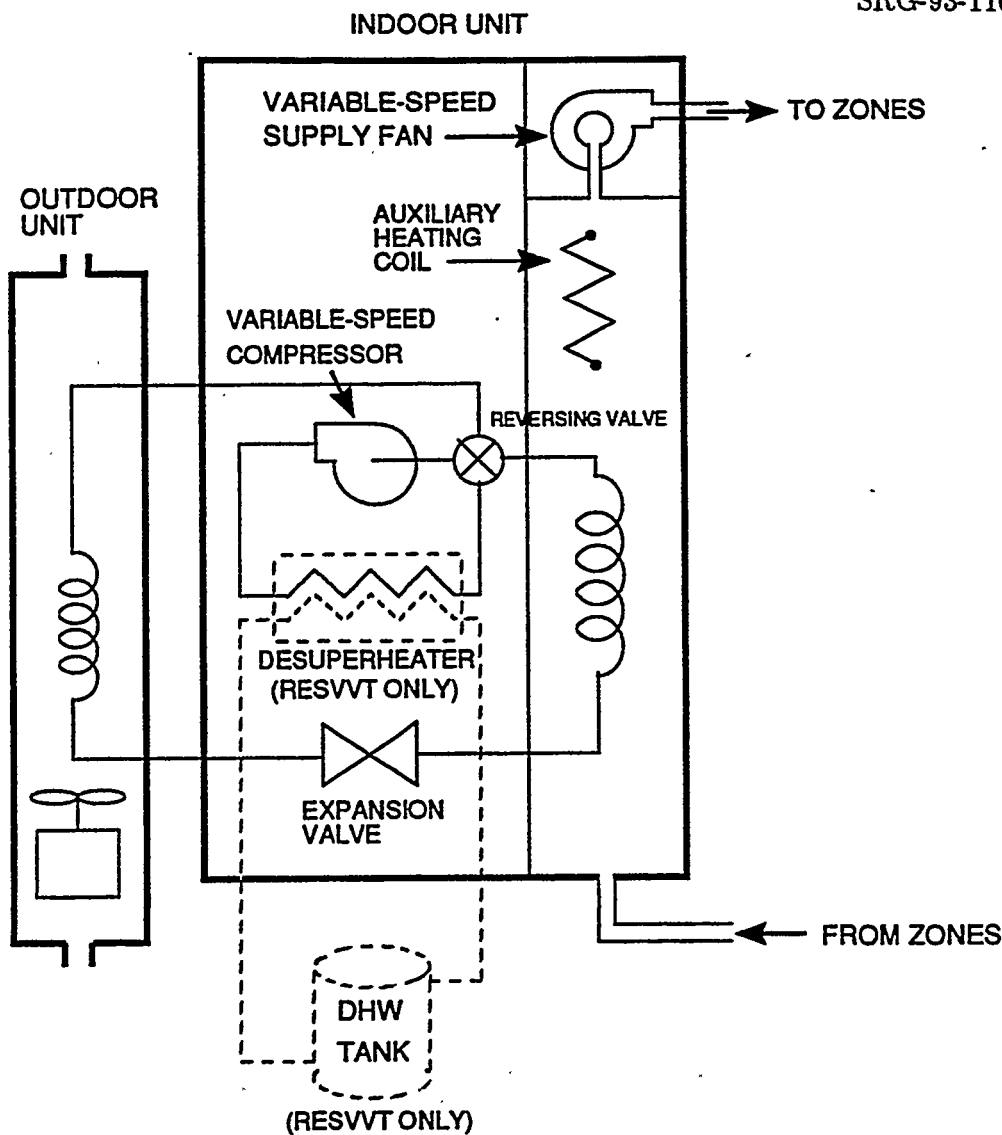 INDOOR UNIT
VARIABLE-SPEED
SUPPLY FAN
TO ZONES
OUTDOOR
UNIT
AUXILIARY
HEATING
COIL
VARIABLE-SPEED
COMPRESSOR
REVERSING VALVE
DESUPERHEATER
(RESVVT ONLY)
EXPANSION
VALVE
FROM ZONES
DHW
TANK
(RESVVT ONLY)